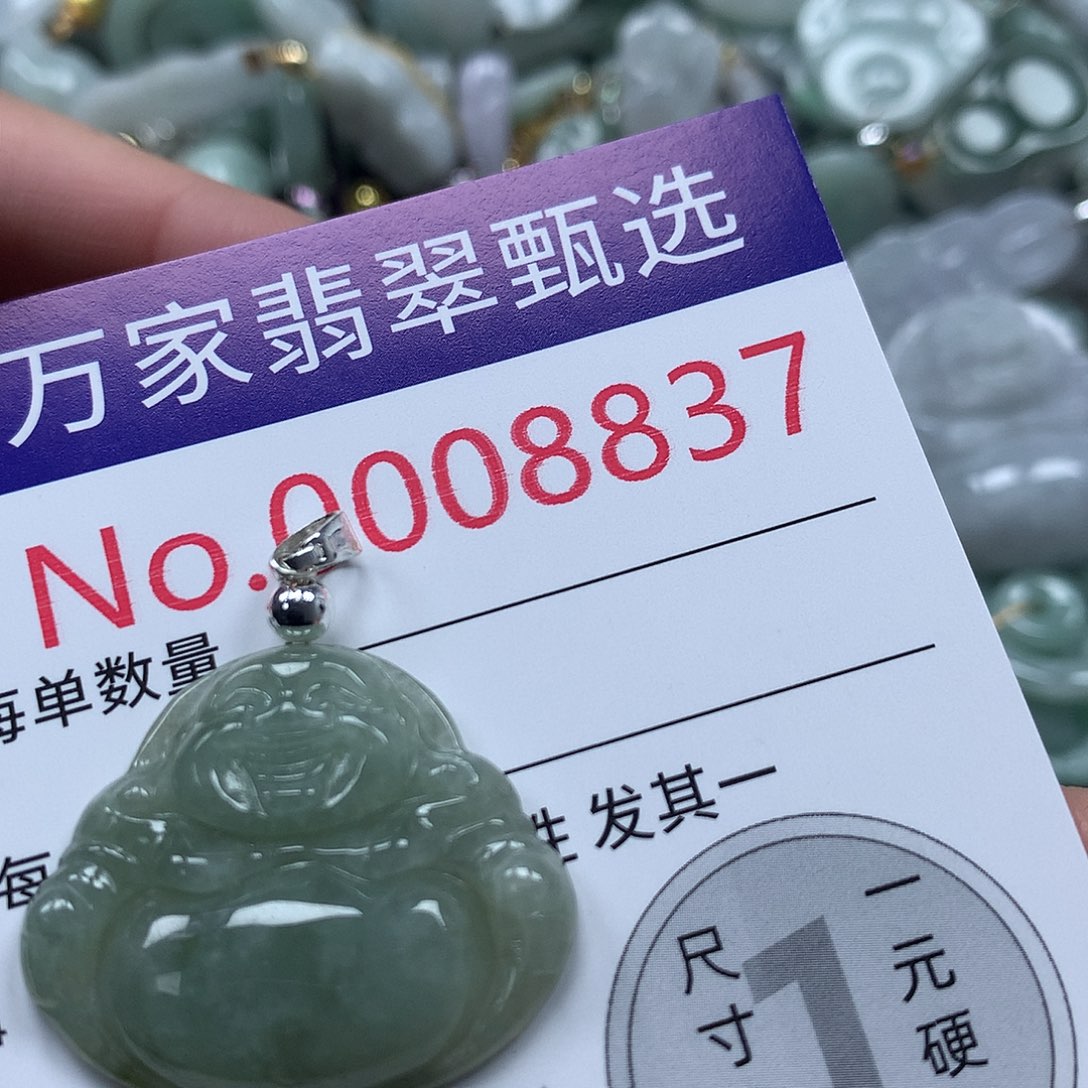 万家翡翠甄选
No.0008837
每单数量
每
性 发其一
尺寸
一元硬
1